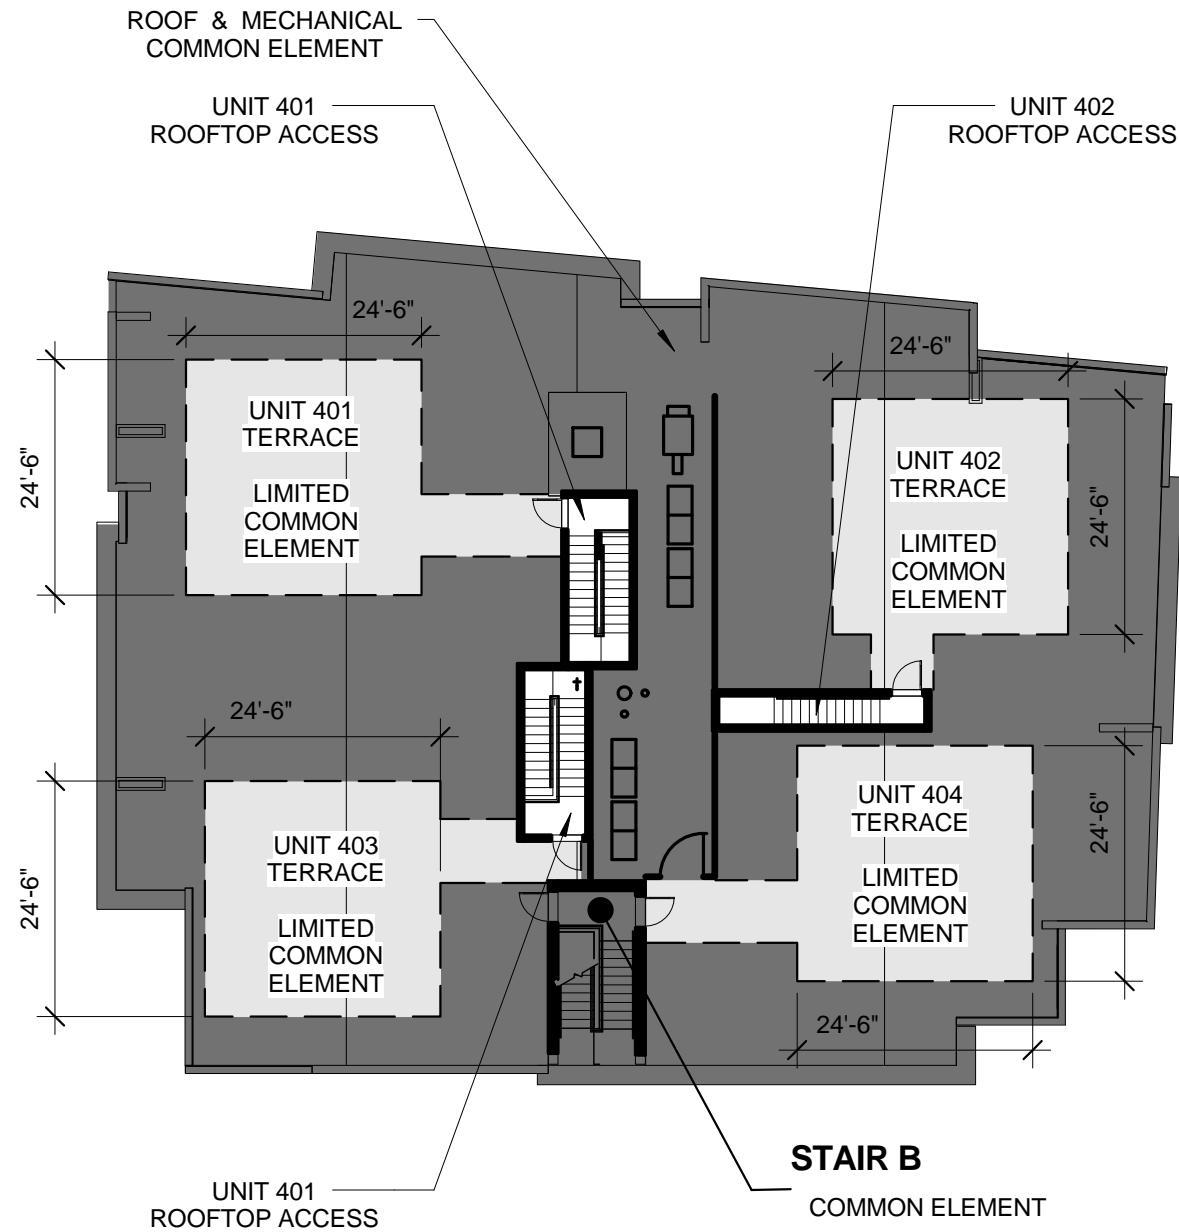 ROOF & MECHANICAL
COMMON ELEMENT
UNIT 401
ROOFTOP ACCESS
UNIT 402
ROOFTOP ACCESS
24'-6"
24'-6"
24'-6"
UNIT 401
TERRACE
LIMITED
COMMON
ELEMENT
UNIT 402
TERRACE
LIMITED
COMMON
ELEMENT
24'-6"
24'-6"
24'-6"
UNIT 403
TERRACE
LIMITED
COMMON
ELEMENT
UNIT 404
TERRACE
LIMITED
COMMON
ELEMENT
24'-6"
24'-6"
STAIR B
COMMON ELEMENT
UNIT 401
ROOFTOP ACCESS